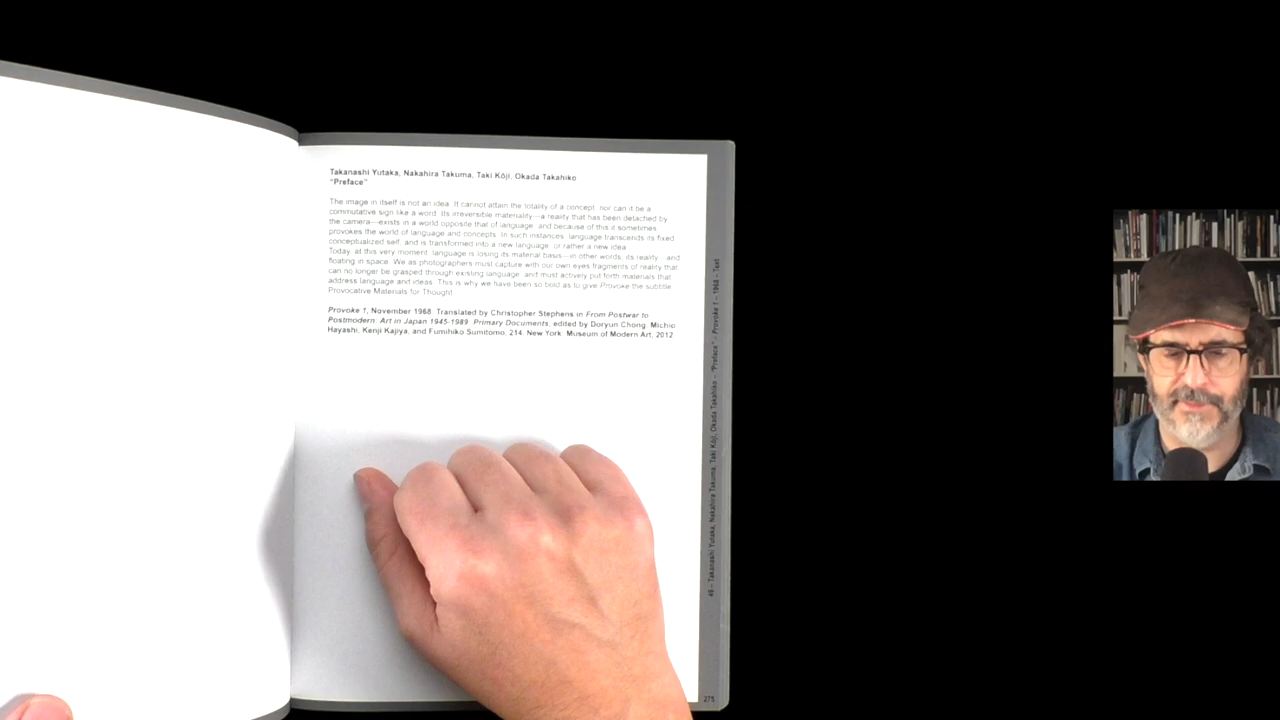 Takanashi Yutaka, Nakahira Takuma, Taki Kōji, Okada Takahiko
"Preface"
The image in itself is not an idea. It cannot attain the totality of a concept, nor can it be a
commutative sign like a word. Its irreversible materiality—a reality that has been detached by
the camera—exists in a world opposite that of language, and because of this it sometimes
provokes the world of language and concepts. In such instances, language transcends its fixed
conceptualized self, and is transformed into a new language, or rather a new idea.
Today, at this very moment, language is losing its material basis—in other words, its reality—and
floating in space. We as photographers must capture with our own eyes fragments of reality that
can no longer be grasped through existing language, and must actively put forth materials that
address language and ideas. This is why we have been so bold as to give Provoke the subtitle
Provocative Materials for Thought.
Provoke 1, November 1968. Translated by Christopher Stephens in From Postwar to
Postmodern: Art in Japan 1945-1989: Primary Documents, edited by Doryun Chong, Michio
Hayashi, Kenji Kajiya, and Fumihiko Sumitomo, 214. New York: Museum of Modern Art, 2012
Takanashi Yutaka, Nakahira Takuma, Taki Kōji, Okada Takahiko – "Preface" – Provoke 1 – 1968 – Text
275